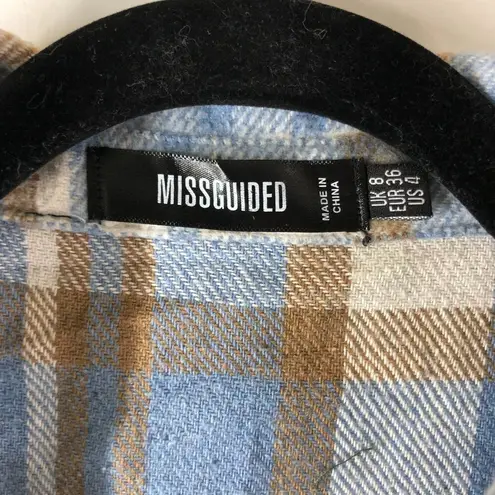 MISSGUIDED
MADE IN
CHINA
UK 8
EUR 36
US 4